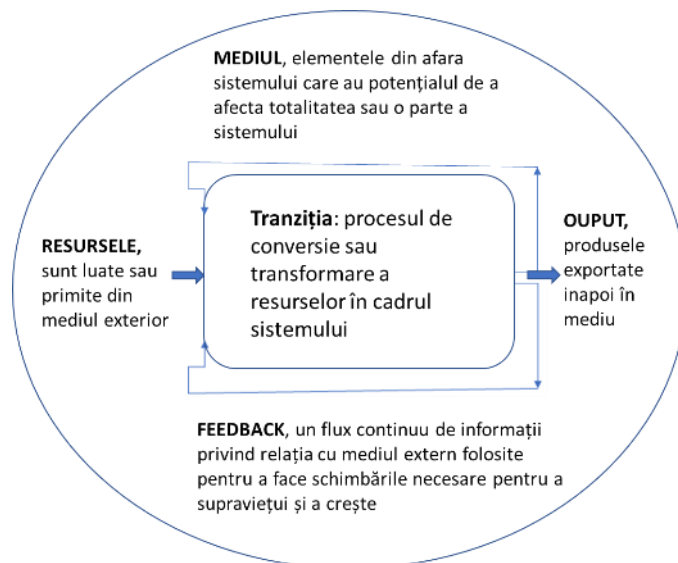 MEDIUL, elementele din afara
sistemului care au potențialul de a
afecta totalitatea sau o parte a
sistemului
RESURSELE,
sunt luate sau
primite din
mediul exterior
Tranziția: procesul de
conversie sau
transformare a
resurselor în cadrul
sistemului
OUPUT,
produsele
exportate
inapoi în
mediu
FEEDBACK, un flux continuu de informații
privind relația cu mediul extern folosite
pentru a face schimbările necesare pentru a
supraviețui și a crește